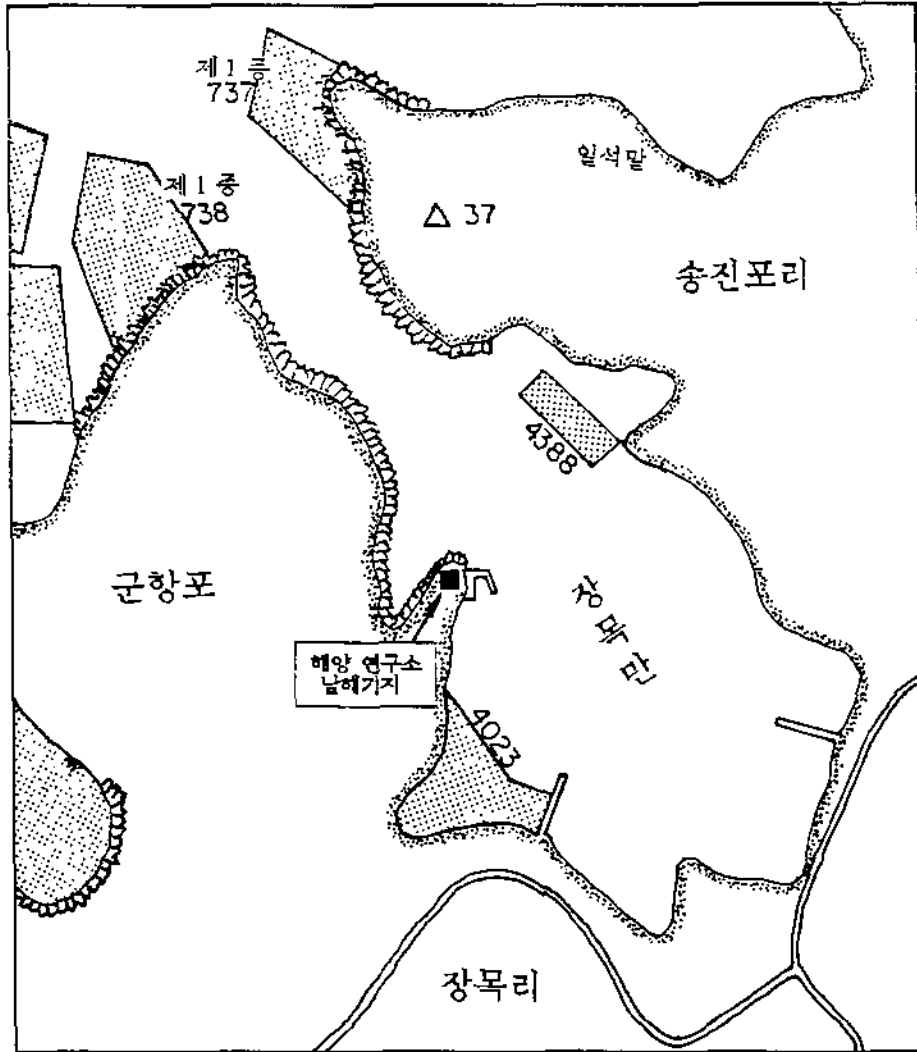 제1종
737
제1종
738
일석말
△ 37
송진포리
4388
군항포
장목만
해양 연구소
남해기지
4023
장목리